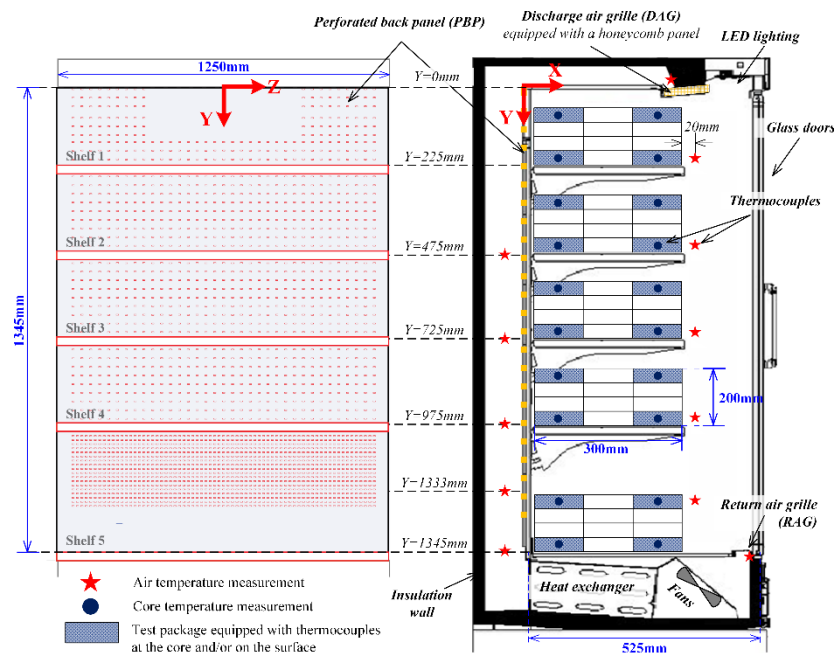 Perforated back panel (PBP)
Discharge air grille (DAG)
equipped with a honeycomb panel
LED lighting
1250mm
Y=0mm
Z
X
Y
Y
Glass doors
20mm
Shelf 1
Y=225mm
Thermocouples
Shelf 2
Y=475mm
1345mm
Shelf 3
Y=725mm
200mm
Shelf 4
Y=975mm
300mm
Y=1333mm
Return air grille
(RAG)
Shelf 5
Y=1345mm
Air temperature measurement
Core temperature measurement
Test package equipped with thermocouples
at the core and/or on the surface
Insulation
wall
Heat exchanger
Fans
525mm